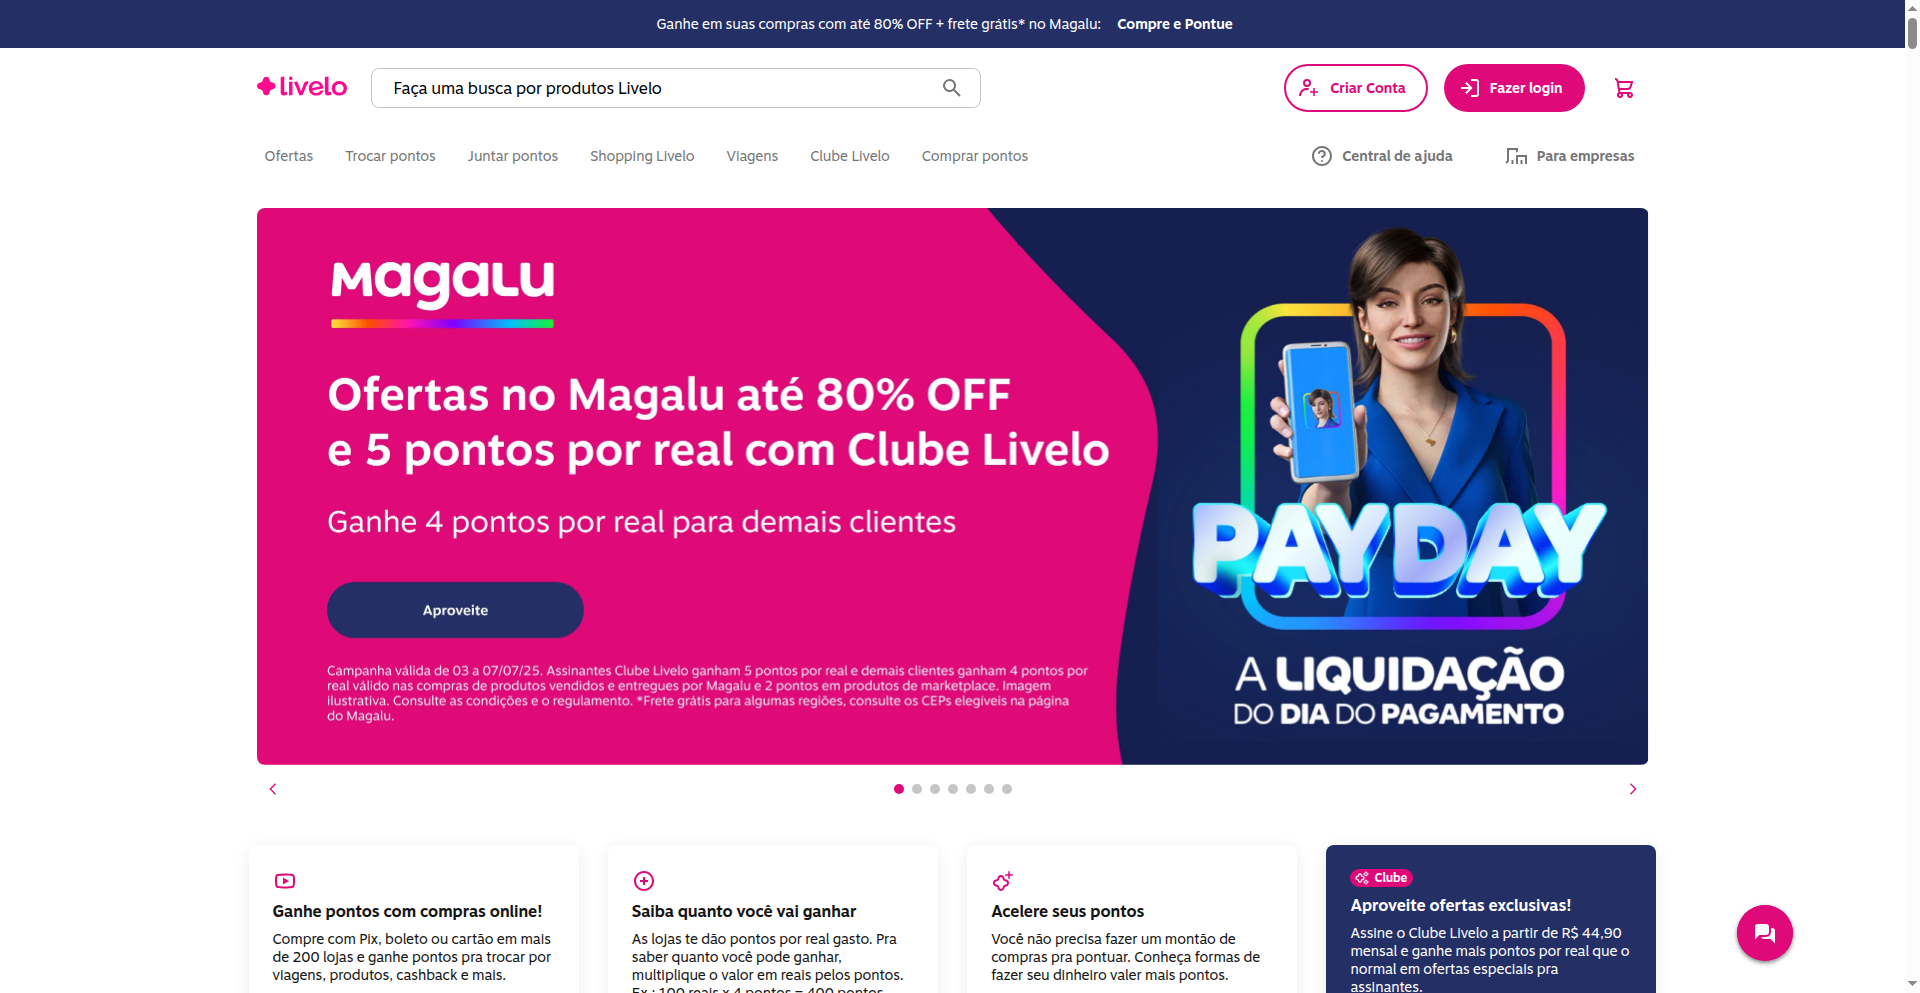 Ganhe em suas compras com até 80% OFF + frete grátis* no Magalu: Compre e Pontue
livelo
Faça uma busca por produtos Livelo
Criar Conta
Fazer login
Ofertas
Trocar pontos
Juntar pontos
Shopping Livelo
Viagens
Clube Livelo
Comprar pontos
Central de ajuda
Para empresas
Magalu
Ofertas no Magalu até 80% OFF
e 5 pontos por real com Clube Livelo
Ganhe 4 pontos por real para demais clientes
Aproveite
Campanha válida de 03 a 07/07/25. Assinantes Clube Livelo ganham 5 pontos por real e demais clientes ganham 4 pontos por
real válido nas compras de produtos vendidos e entregues por Magalu e 2 pontos em produtos de marketplace. Imagem
ilustrativa. Consulte as condições e o regulamento. *Frete grátis para algumas regiões, consulte os CEPs elegíveis na página
do Magalu.
PAYDAY
A LIQUIDAÇÃO
DO DIA DO PAGAMENTO
Ganhe pontos com compras online!
Compre com Pix, boleto ou cartão em mais
de 200 lojas e ganhe pontos pra trocar por
viagens, produtos, cashback e mais.
Saiba quanto você vai ganhar
As lojas te dão pontos por real gasto. Pra
saber quanto você pode ganhar,
multiplique o valor em reais pelos pontos.
Ex.: 100 reais x 4 pontos = 400 pontos
Acelere seus pontos
Você não precisa fazer um montão de
compras pra pontuar. Conheça formas de
fazer seu dinheiro valer mais pontos.
Clube
Aproveite ofertas exclusivas!
Assine o Clube Livelo a partir de R$ 44,90
mensal e ganhe mais pontos por real que o
normal em ofertas especiais pra
assinantes.